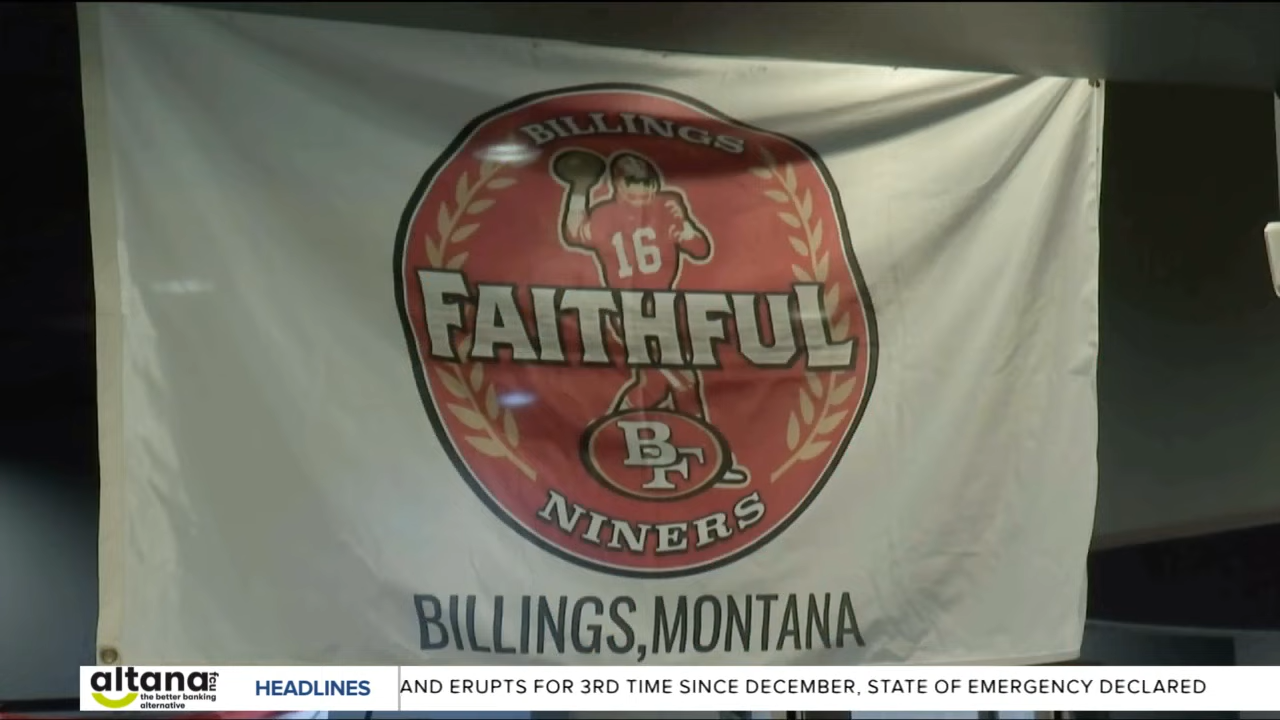 BILLINGS
16
FAITHFUL
BF
NINERS
BILLINGS, MONTANA
altana fcu
the better banking
alternative
HEADLINES
AND ERUPTS FOR 3RD TIME SINCE DECEMBER, STATE OF EMERGENCY DECLARED